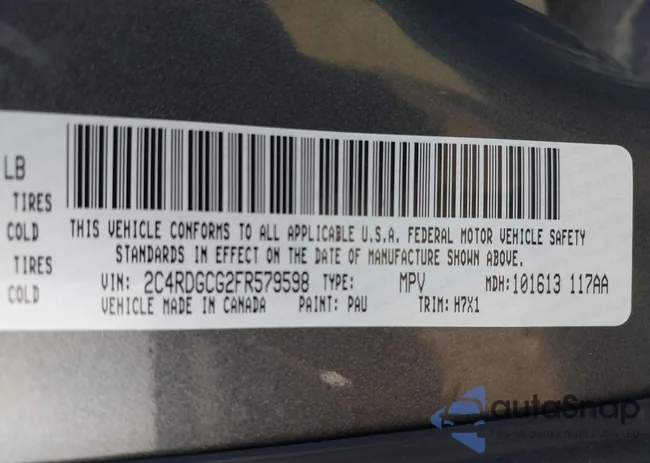 LB
TIRES
COLD
TIRES
COLD
THIS VEHICLE CONFORMS TO ALL APPLICABLE U.S.A. FEDERAL MOTOR VEHICLE SAFETY
STANDARDS IN EFFECT ON THE DATE OF MANUFACTURE SHOWN ABOVE.
VIN: 2C4RDGCG2FR579598 TYPE: MPV MDH: 101613 117AA
VEHICLE MADE IN CANADA PAINT: PAU TRIM: H7X1
autoSnap